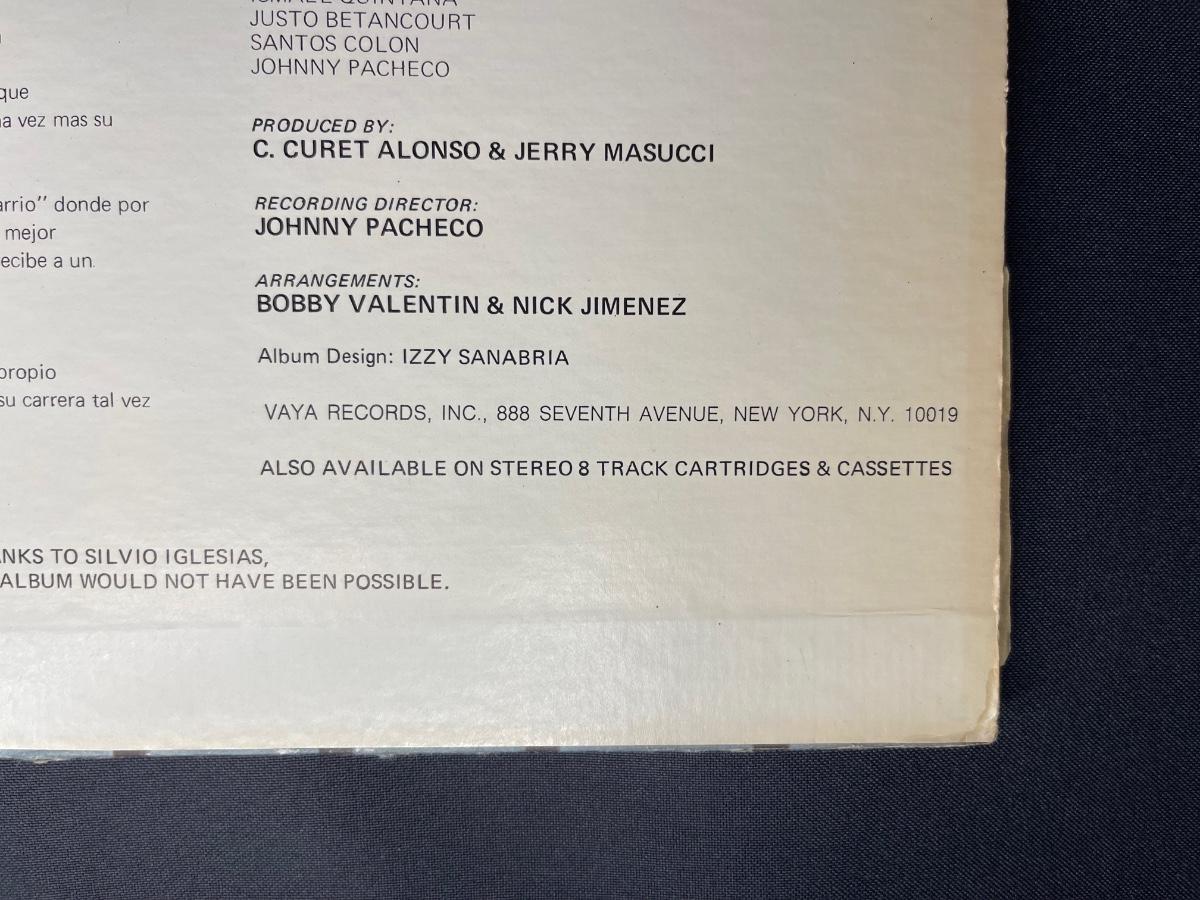 que
vez mas su
donde por
mejor
a un.
propio
su carrera tal vez
ISMAEL QUINTANA
JUSTO BETANCOURT
SANTOS COLON
JOHNNY PACHECO
PRODUCED BY:
C. CURET ALONSO & JERRY MASUCCI
RECORDING DIRECTOR:
JOHNNY PACHECO
ARRANGEMENTS:
BOBBY VALENTIN & NICK JIMENEZ
Album Design: IZZY SANABRIA
VAYA RECORDS, INC., 888 SEVENTH AVENUE, NEW YORK, N.Y. 10019
ALSO AVAILABLE ON STEREO 8 TRACK CARTRIDGES & CASSETTES
TO SILVIO IGLESIAS,
ALBUM WOULD NOT HAVE BEEN POSSIBLE.